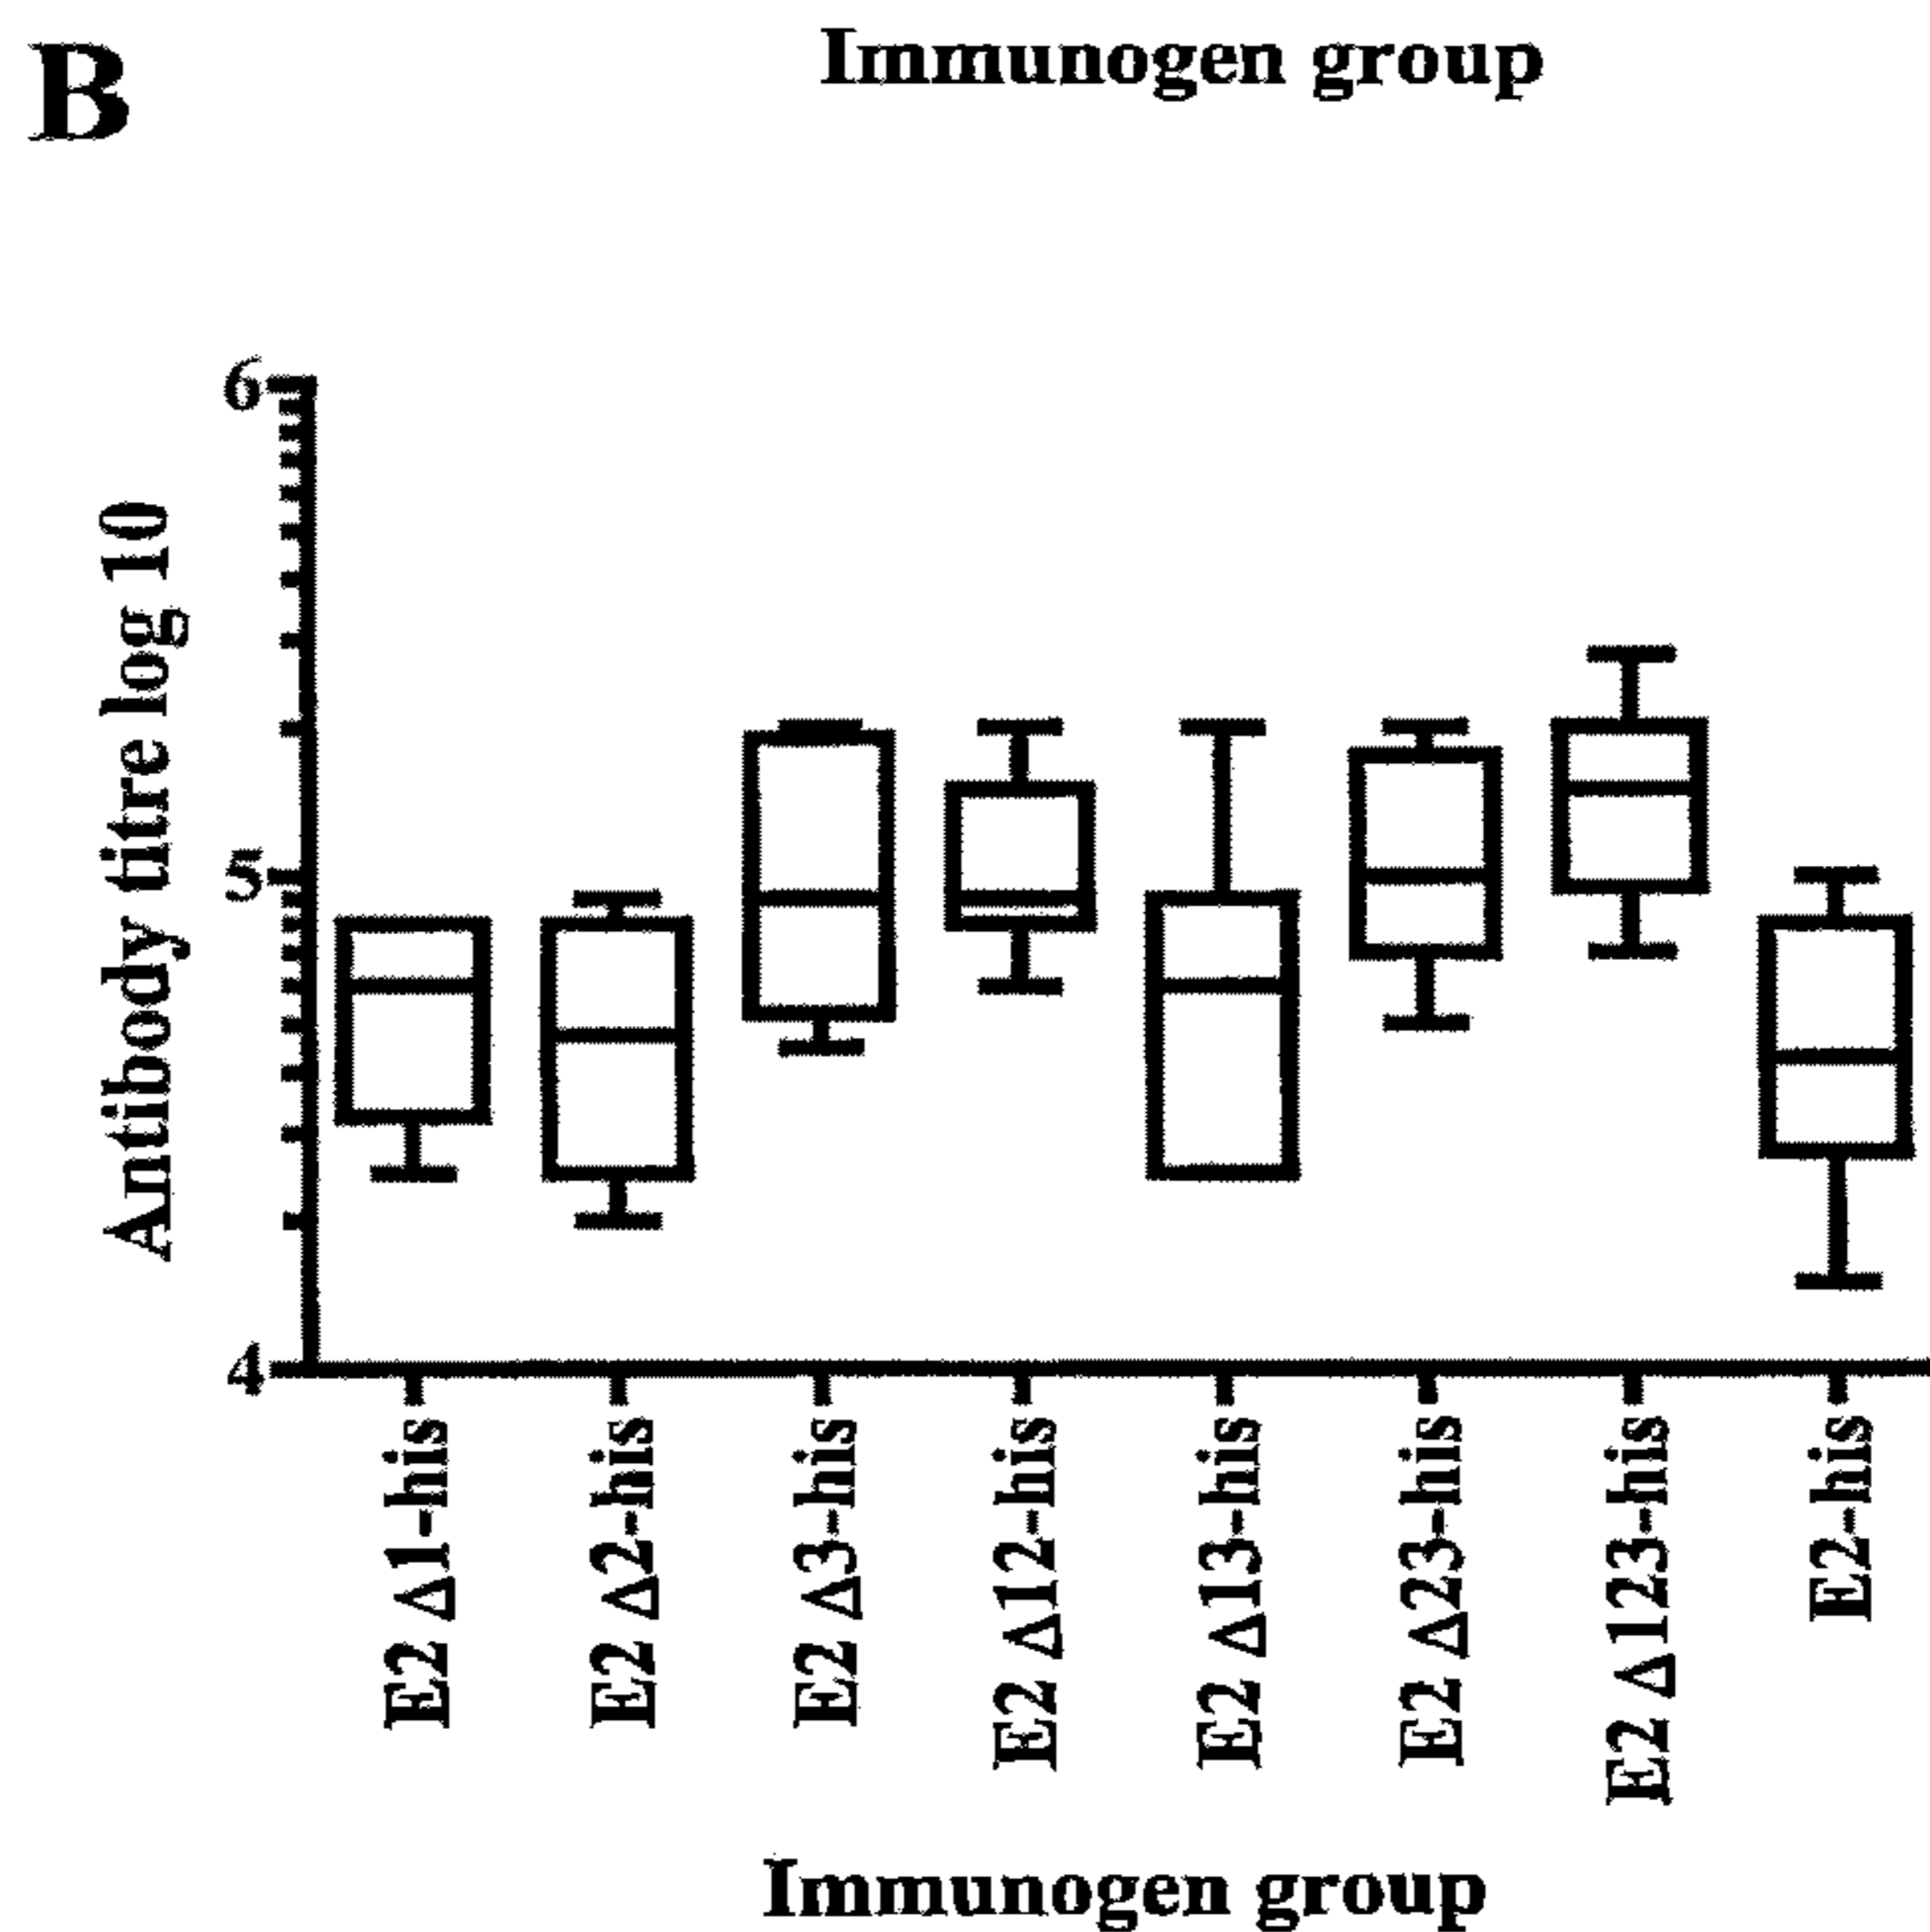 B
Immunogen group
6
5
4
Antibody titre log 10
E2 Δ1-his
E2 Δ2-his
E2 Δ3-his
E2 Δ12-his
E2 Δ13-his
E2 Δ23-his
E2 Δ123-his
E2-his
Immunogen group